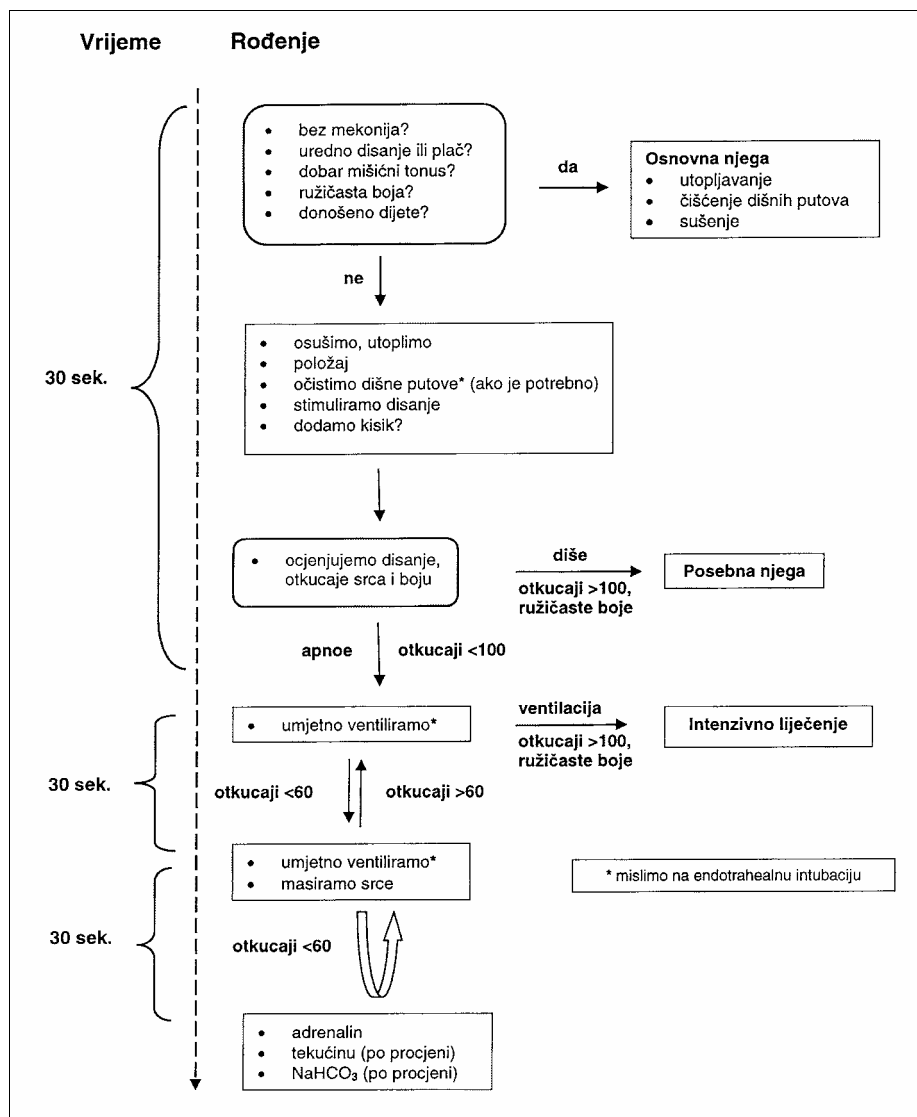 Vrijeme
Rođenje
• bez mekonija?
• uredno disanje ili plač?
• dobar mišićni tonus?
• ružičasta boja?
• donošeno dijete?
da
Osnovna njega
• utopljavanje
• čišćenje dišnih putova
• sušenje
ne
30 sek.
• osušimo, utoplimo
• položaj
• očistimo dišne putove* (ako je potrebno)
• stimuliramo disanje
• dodamo kisik?
• ocjenjujemo disanje,
otkucaje srca i boju
diše
otkucaji >100,
ružičaste boje
Posebna njega
apnoe
otkucaji <100
• umjetno ventiliramo*
ventilacija
otkucaji >100,
ružičaste boje
Intenzivno liječenje
30 sek.
otkucaji <60
otkucaji >60
• umjetno ventiliramo*
• masiramo srce
* mislimo na endotrahealnu intubaciju
30 sek.
otkucaji <60
• adrenalin
• tekućinu (po procjeni)
• NaHCO₃ (po procjeni)